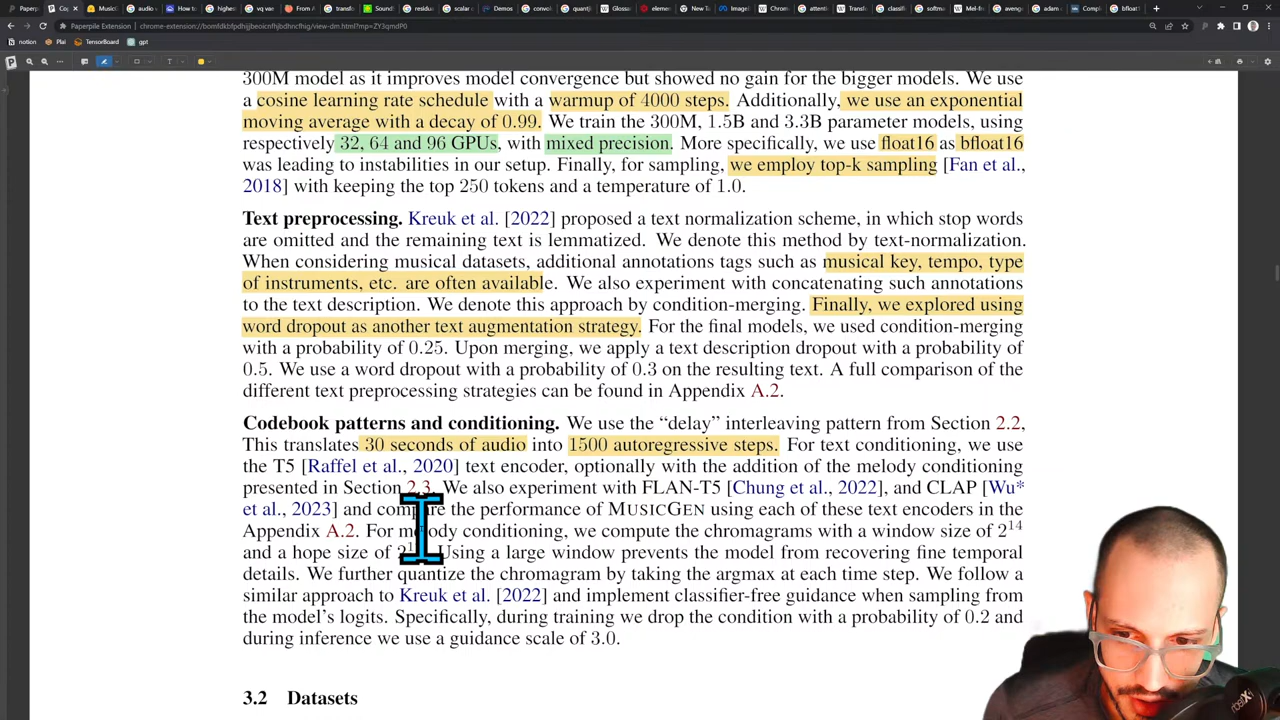 Paperpile Extension | chrome-extension://bomfdkbfpdhijjbeoicnfhjbdhncfhig/view-dm.html?mp=ZY3qmdP0
notion Plai TensorBoard gpt
300M model as it improves model convergence but showed no gain for the bigger models. We use
a cosine learning rate schedule with a warmup of 4000 steps. Additionally, we use an exponential
moving average with a decay of 0.99. We train the 300M, 1.5B and 3.3B parameter models, using
respectively 32, 64 and 96 GPUs, with mixed precision. More specifically, we use float16 as bfloat16
was leading to instabilities in our setup. Finally, for sampling, we employ top-k sampling [Fan et al.,
2018] with keeping the top 250 tokens and a temperature of 1.0.
Text preprocessing. Kreuk et al. [2022] proposed a text normalization scheme, in which stop words
are omitted and the remaining text is lemmatized. We denote this method by text-normalization.
When considering musical datasets, additional annotations tags such as musical key, tempo, type
of instruments, etc. are often available. We also experiment with concatenating such annotations
to the text description. We denote this approach by condition-merging. Finally, we explored using
word dropout as another text augmentation strategy. For the final models, we used condition-merging
with a probability of 0.25. Upon merging, we apply a text description dropout with a probability of
0.5. We use a word dropout with a probability of 0.3 on the resulting text. A full comparison of the
different text preprocessing strategies can be found in Appendix A.2.
Codebook patterns and conditioning. We use the “delay” interleaving pattern from Section 2.2,
This translates 30 seconds of audio into 1500 autoregressive steps. For text conditioning, we use
the T5 [Raffel et al., 2020] text encoder, optionally with the addition of the melody conditioning
presented in Section 2.3. We also experiment with FLAN-T5 [Chung et al., 2022], and CLAP [Wu*
et al., 2023] and compare the performance of MUSICGEN using each of these text encoders in the
Appendix A.2. For melody conditioning, we compute the chromagrams with a window size of 2^14
and a hope size of Using a large window prevents the model from recovering fine temporal
details. We further quantize the chromagram by taking the argmax at each time step. We follow a
similar approach to Kreuk et al. [2022] and implement classifier-free guidance when sampling from
the model’s logits. Specifically, during training we drop the condition with a probability of 0.2 and
during inference we use a guidance scale of 3.0.
3.2 Datasets